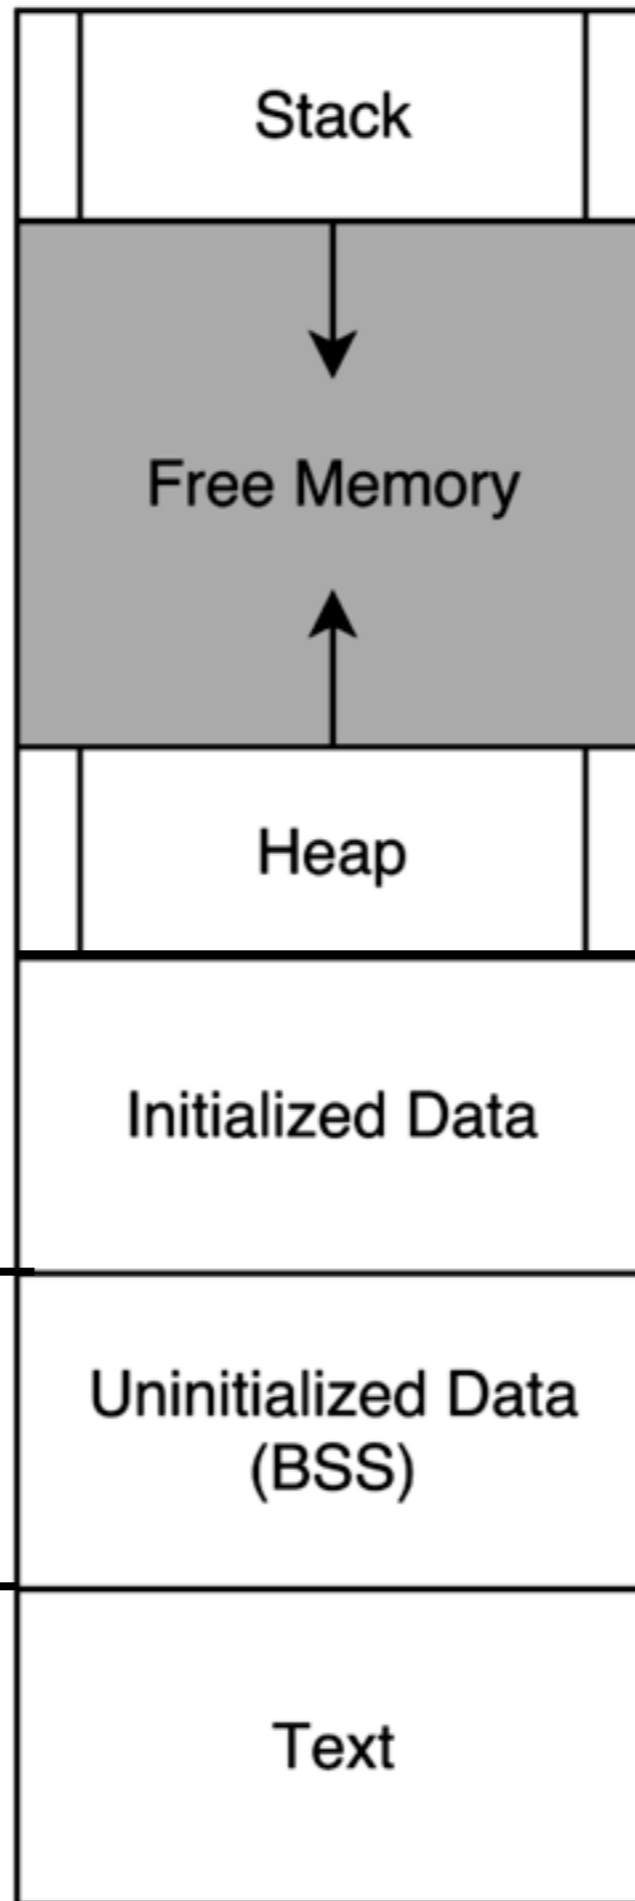 Stack
Free Memory
Heap
Initialized Data
Uninitialized Data
(BSS)
Text